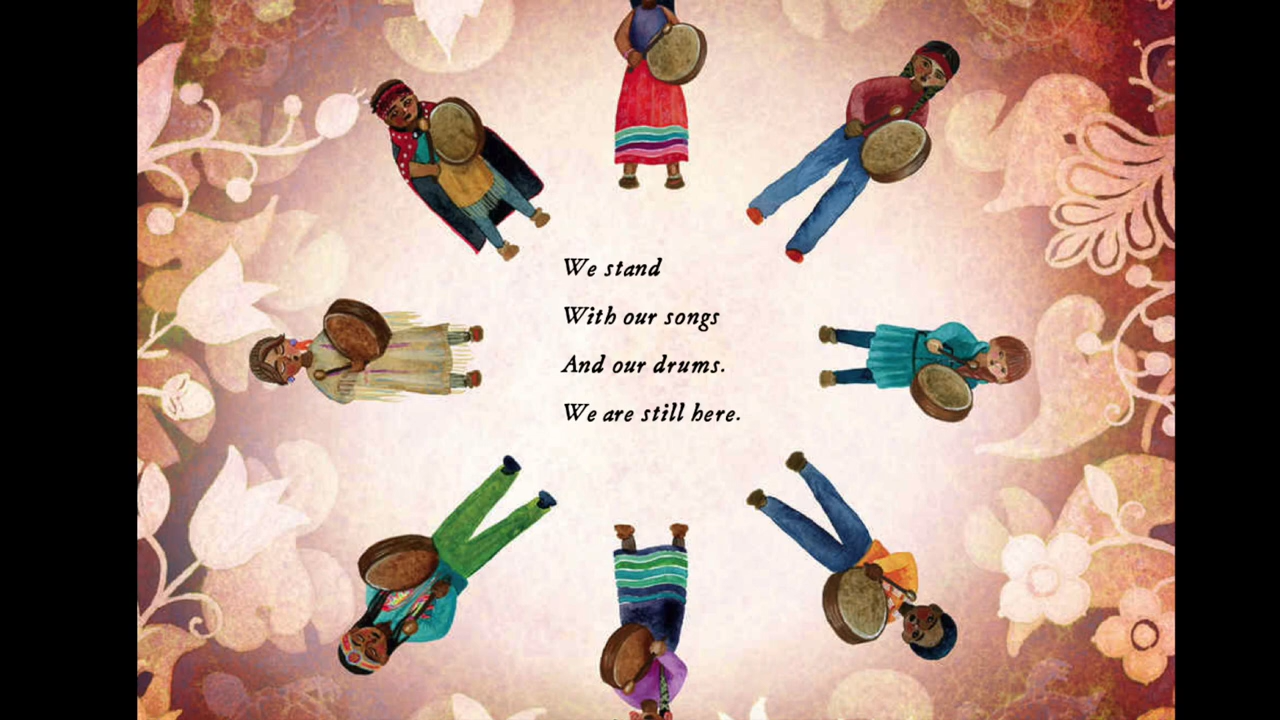 We stand
With our songs
And our drums.
We are still here.